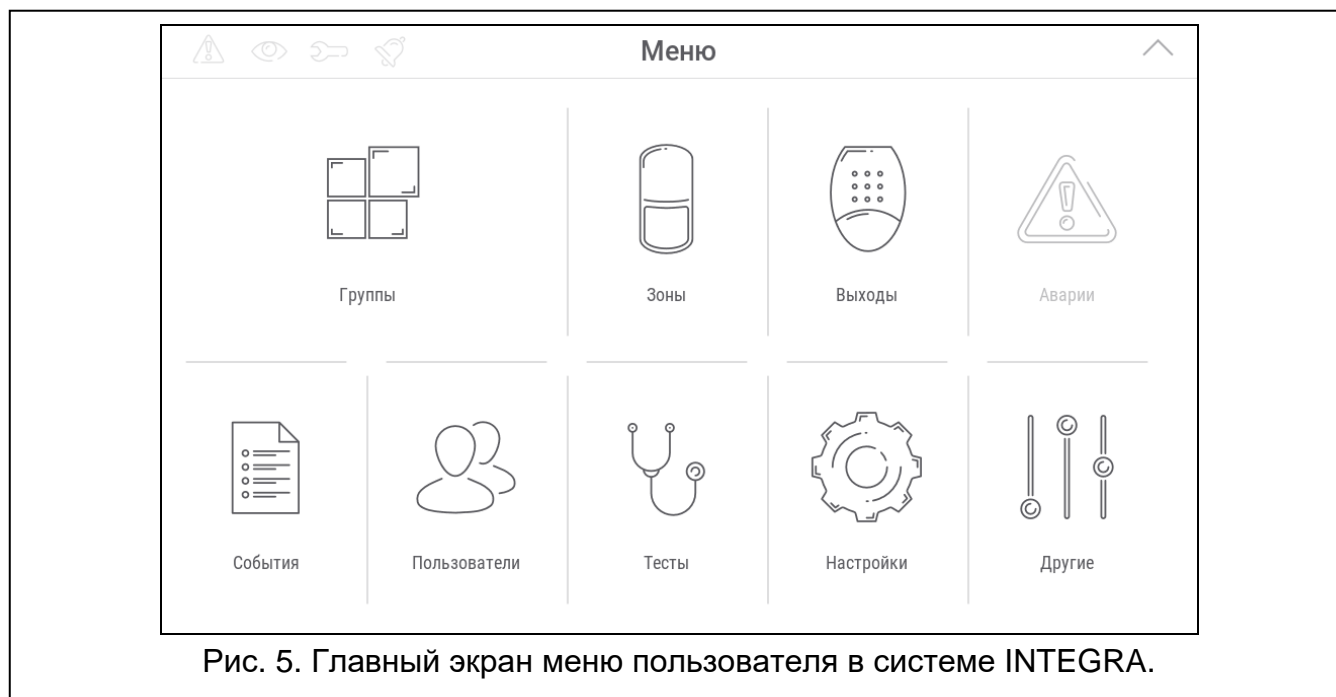 Меню
Группы
Зоны
Выходы
Аварии
События
Пользователи
Тесты
Настройки
Другие
Рис. 5. Главный экран меню пользователя в системе INTEGRA.